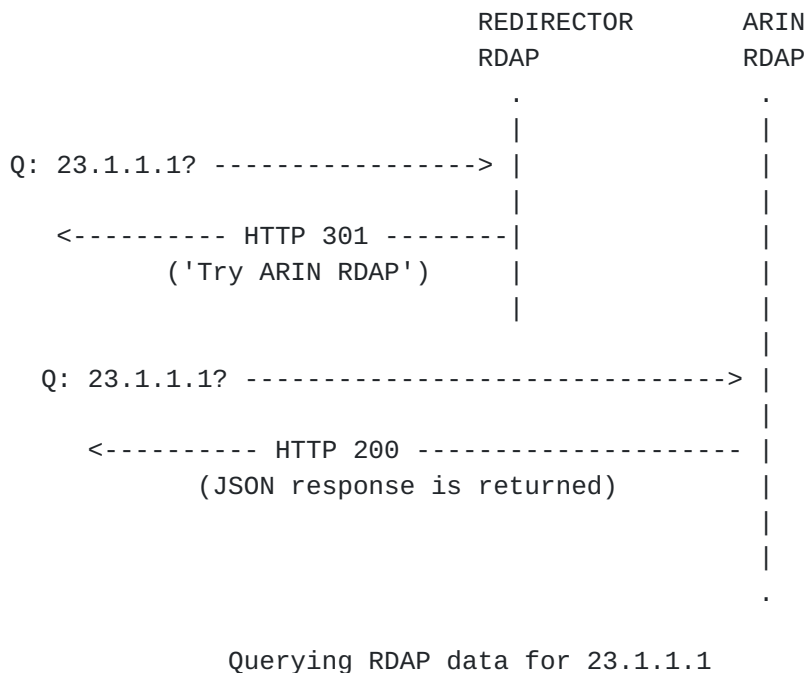 REDIRECTOR ARIN
RDAP RDAP
. .
| |
Q: 23.1.1.1? -----------------> | |
| |
<---------- HTTP 301 --------| |
('Try ARIN RDAP') | |
| |
|
Q: 23.1.1.1? -------------------------------> |
|
<---------- HTTP 200 --------------------- |
(JSON response is returned) |
|
|
.
Querying RDAP data for 23.1.1.1